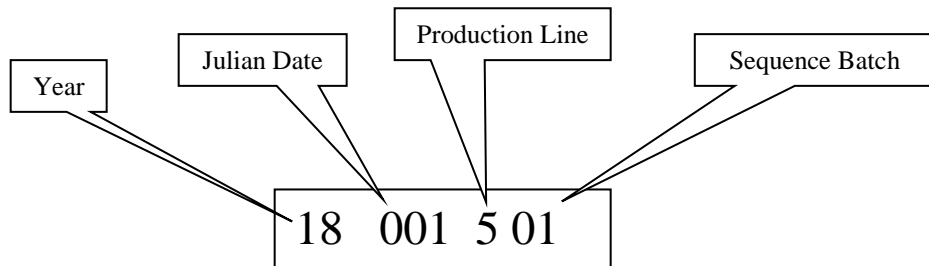 Production Line
Julian Date
Sequence Batch
Year
18 001 5 01